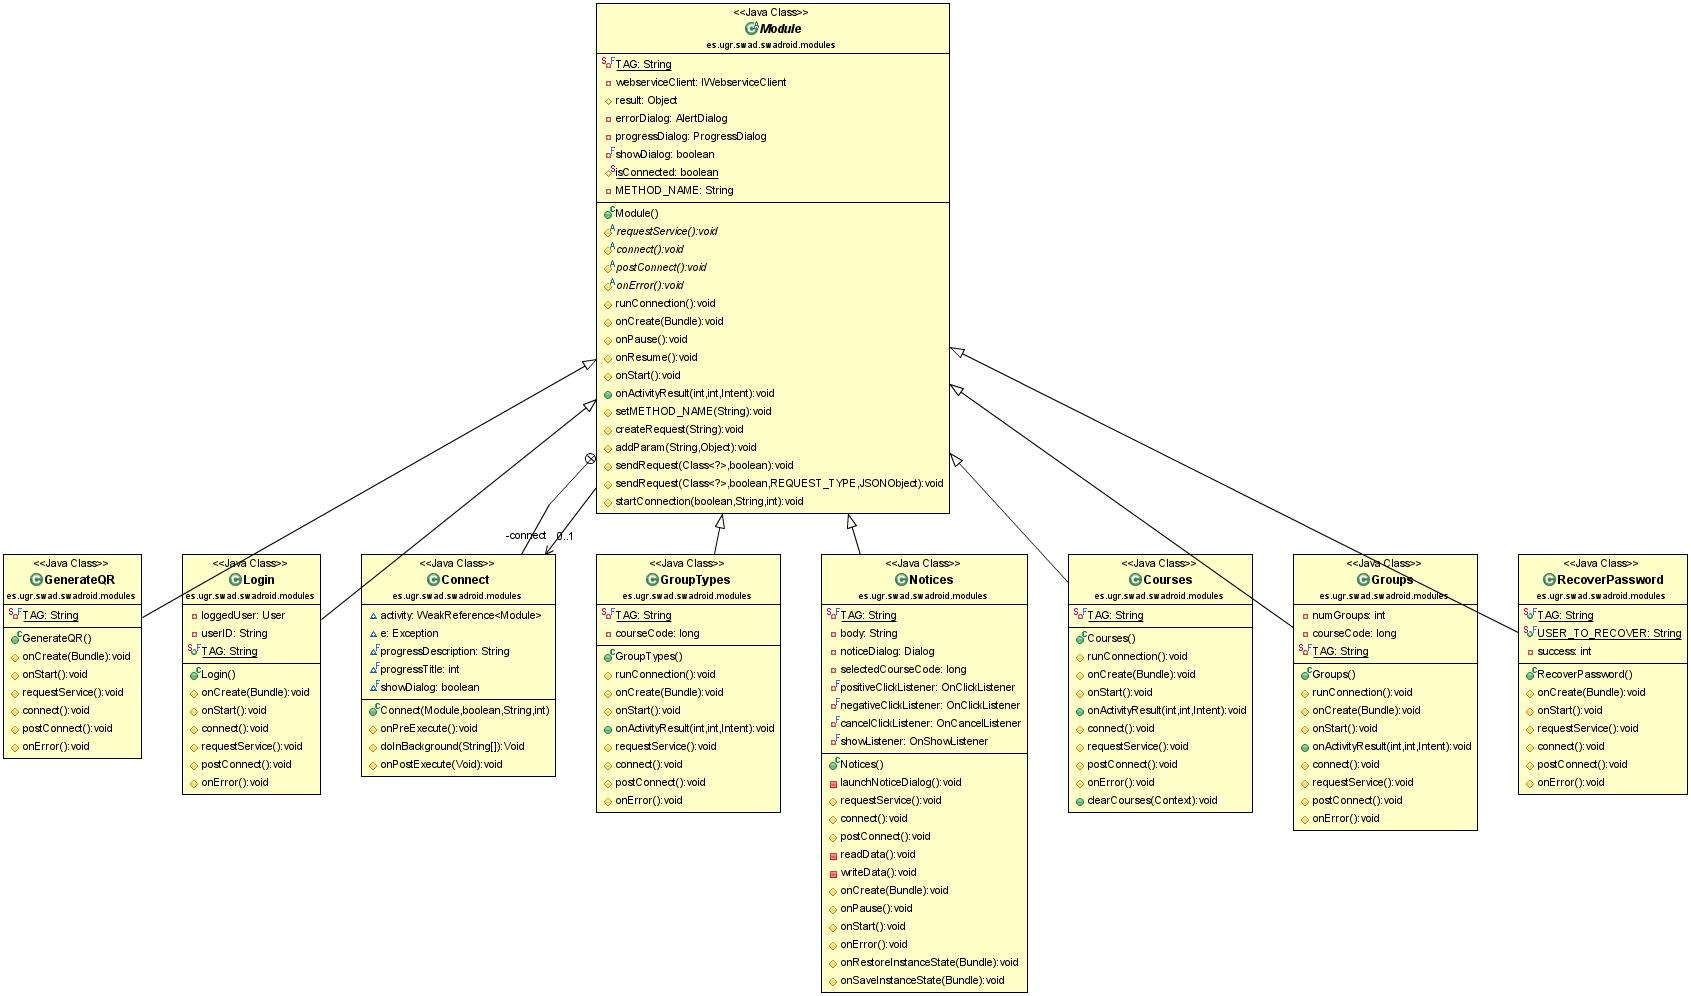 <<Java Class>>
Module
es.ugr.swad.swadroid.modules
TAG: String
webserviceClient: IWebserviceClient
result: Object
errorDialog: AlertDialog
progressDialog: ProgressDialog
showDialog: boolean
isConnected: boolean
METHOD_NAME: String
Module()
requestService():void
connect():void
postConnect():void
onError():void
runConnection():void
onCreate(Bundle):void
onPause():void
onResume():void
onStart():void
onActivityResult(int,int,Intent):void
setMETHOD_NAME(String):void
createRequest(String):void
addParam(String,Object):void
sendRequest(Class<?>,boolean):void
sendRequest(Class<?>,boolean,REQUEST_TYPE,JSONObject):void
startConnection(boolean,String,int):void
-connect 0..1
<<Java Class>>
GenerateQR
es.ugr.swad.swadroid.modules
TAG: String
GenerateQR()
onCreate(Bundle):void
onStart():void
requestService():void
connect():void
postConnect():void
onError():void
<<Java Class>>
Login
es.ugr.swad.swadroid.modules
loggedUser: User
userID: String
TAG: String
Login()
onCreate(Bundle):void
onStart():void
connect():void
requestService():void
postConnect():void
onError():void
<<Java Class>>
Connect
es.ugr.swad.swadroid.modules
activity: WeakReference<Module>
e: Exception
progressDescription: String
progressTitle: int
showDialog: boolean
Connect(Module,boolean,String,int)
onPreExecute():void
doInBackground(String[]):Void
onPostExecute(Void):void
<<Java Class>>
GroupTypes
es.ugr.swad.swadroid.modules
TAG: String
courseCode: long
GroupTypes()
runConnection():void
onCreate(Bundle):void
onStart():void
onActivityResult(int,int,Intent):void
requestService():void
connect():void
postConnect():void
onError():void
<<Java Class>>
Notices
es.ugr.swad.swadroid.modules
TAG: String
body: String
noticeDialog: Dialog
selectedCourseCode: long
positiveClickListener: OnClickListener
negativeClickListener: OnClickListener
cancelClickListener: OnCancelListener
showListener: OnShowListener
Notices()
launchNoticeDialog():void
requestService():void
connect():void
postConnect():void
readData():void
writeData():void
onCreate(Bundle):void
onPause():void
onStart():void
onError():void
onRestoreInstanceState(Bundle):void
onSaveInstanceState(Bundle):void
<<Java Class>>
Courses
es.ugr.swad.swadroid.modules
TAG: String
Courses()
runConnection():void
onCreate(Bundle):void
onStart():void
onActivityResult(int,int,Intent):void
connect():void
requestService():void
postConnect():void
onError():void
clearCourses(Context):void
<<Java Class>>
Groups
es.ugr.swad.swadroid.modules
numGroups: int
courseCode: long
TAG: String
Groups()
runConnection():void
onCreate(Bundle):void
onStart():void
onActivityResult(int,int,Intent):void
connect():void
requestService():void
postConnect():void
onError():void
<<Java Class>>
RecoverPassword
es.ugr.swad.swadroid.modules
TAG: String
USER_TO_RECOVER: String
success: int
RecoverPassword()
onCreate(Bundle):void
onStart():void
requestService():void
connect():void
postConnect():void
onError():void